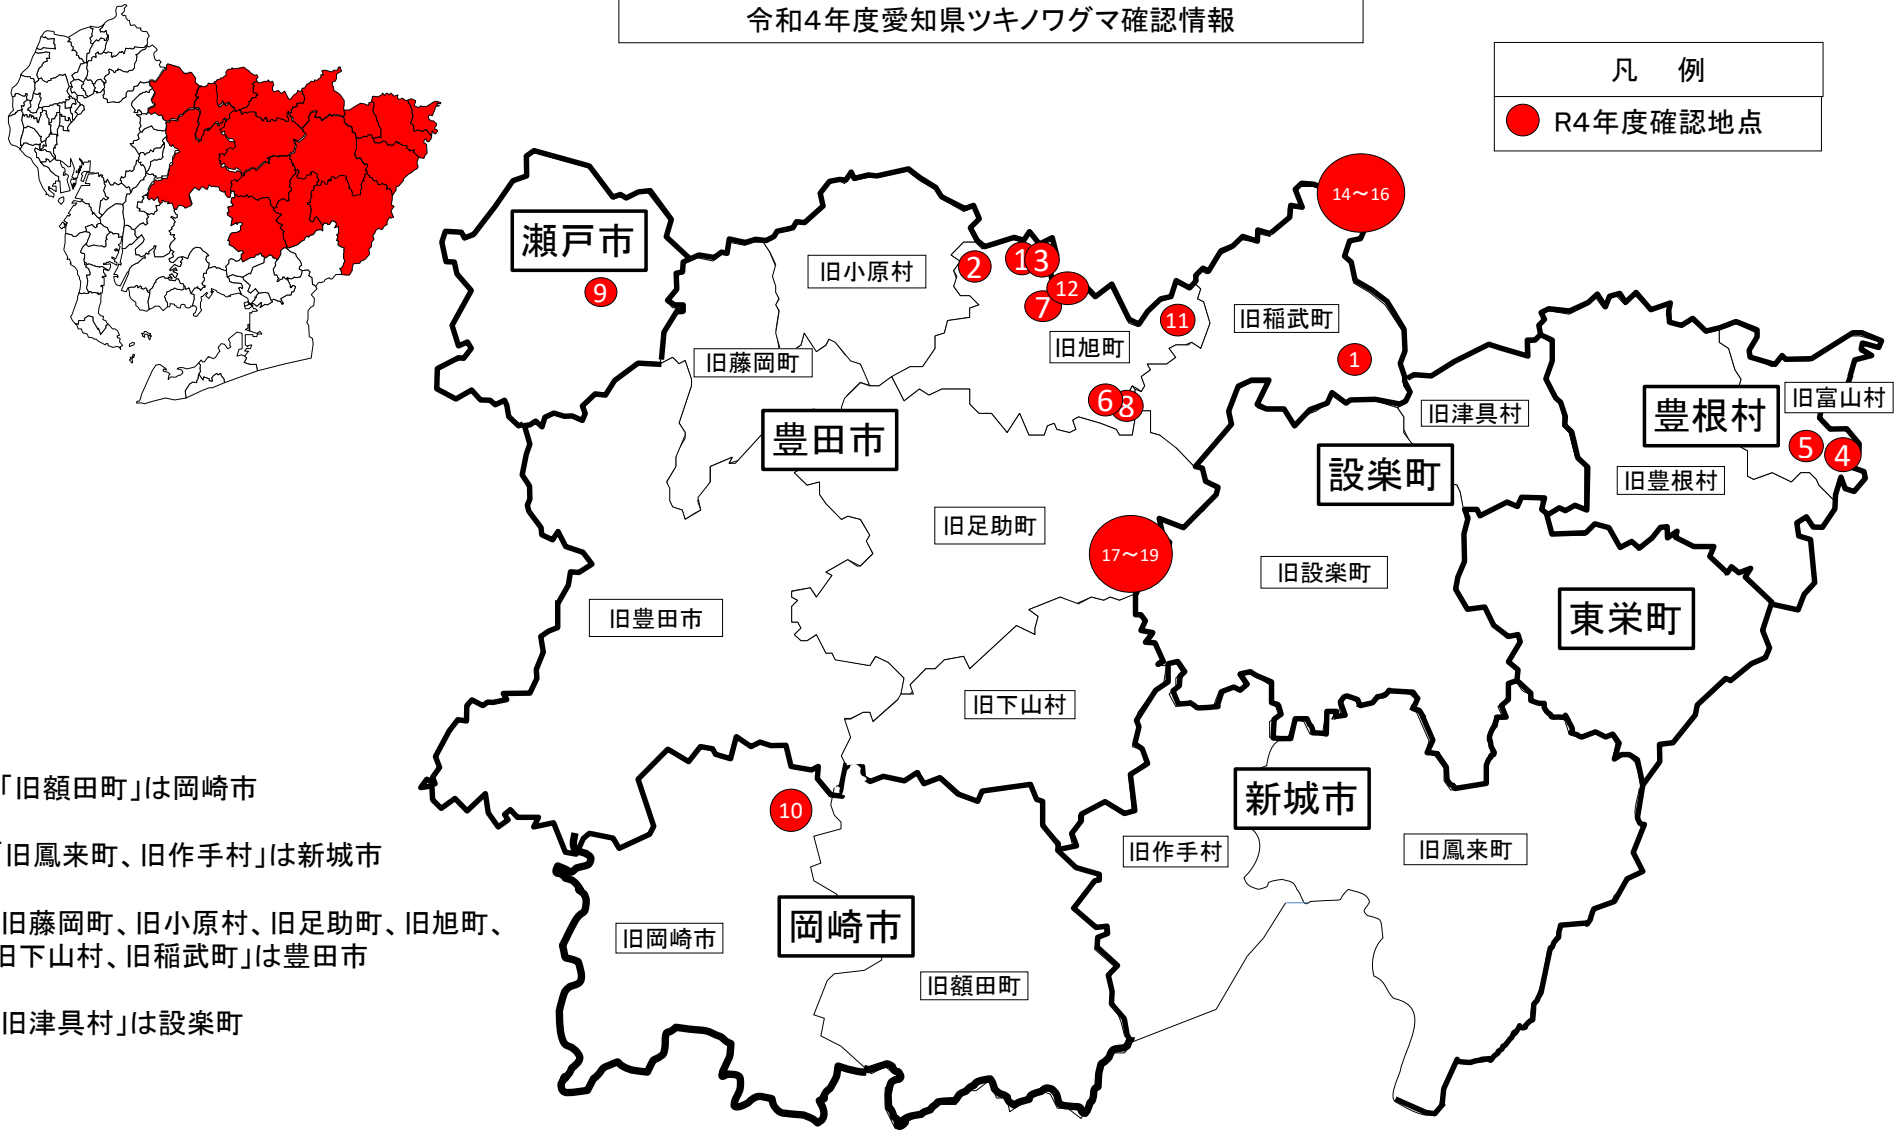 令和4年度愛知県ツキノワグマ確認情報
凡 例
R4年度確認地点
14～16
瀬戸市
旧小原村
2
1
3
9
12
7
11
旧稲武町
旧旭町
1
旧藤岡町
6
8
旧津具村
豊根村
旧富山村
豊田市
設楽町
5
4
旧豊根村
旧足助町
17～19
旧設楽町
東栄町
旧豊田市
旧下山村
「旧額田町」は岡崎市
10
新城市
「旧鳳来町、旧作手村」は新城市
旧作手村
旧鳳来町
旧藤岡町、旧小原村、旧足助町、旧旭町、
旧下山村、旧稲武町」は豊田市
旧岡崎市
岡崎市
旧額田町
旧津具村」は設楽町